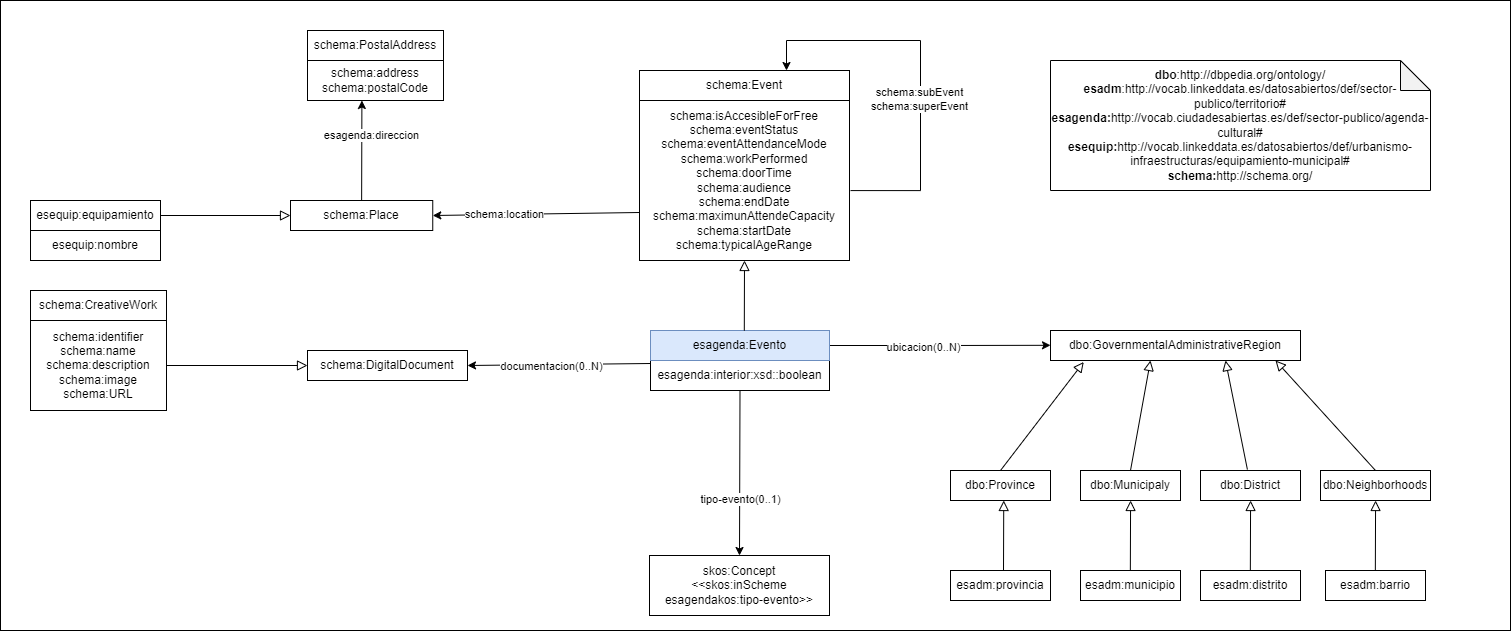 schema:PostalAddress
schema:address
schema:postalCode
esagenda:direccion
esequip:equipamiento
esequip:nombre
schema:Place
schema:location
schema:Event
schema:isAccesibleForFree
schema:eventStatus
schema:eventAttendanceMode
schema:workPerformed
schema:doorTime
schema:audience
schema:endDate
schema:maximunAttendeCapacity
schema:startDate
schema:typicalAgeRange
schema:subEvent
schema:superEvent
dbo:http://dbpedia.org/ontology/
esadm:http://vocab.linkeddata.es/datosabiertos/def/sector-
publico/territorio#
esagenda:http://vocab.ciudadesabiertas.es/def/sector-publico/agenda-
cultural#
esequip:http://vocab.linkeddata.es/datosabiertos/def/urbanismo-
infraestructuras/equipamiento-municipal#
schema:http://schema.org/
schema:CreativeWork
schema:identifier
schema:name
schema:description
schema:image
schema:URL
schema:DigitalDocument
documentacion(0..N)
esagenda:Evento
esagenda:interior:xsd::boolean
ubicacion(0..N)
dbo:GovernmentalAdministrativeRegion
tipo-evento(0..1)
skos:Concept
<<skos:inScheme
esagendakos:tipo-evento>>
dbo:Province
dbo:Municipaly
dbo:District
dbo:Neighborhoods
esadm:provincia
esadm:municipio
esadm:distrito
esadm:barrio